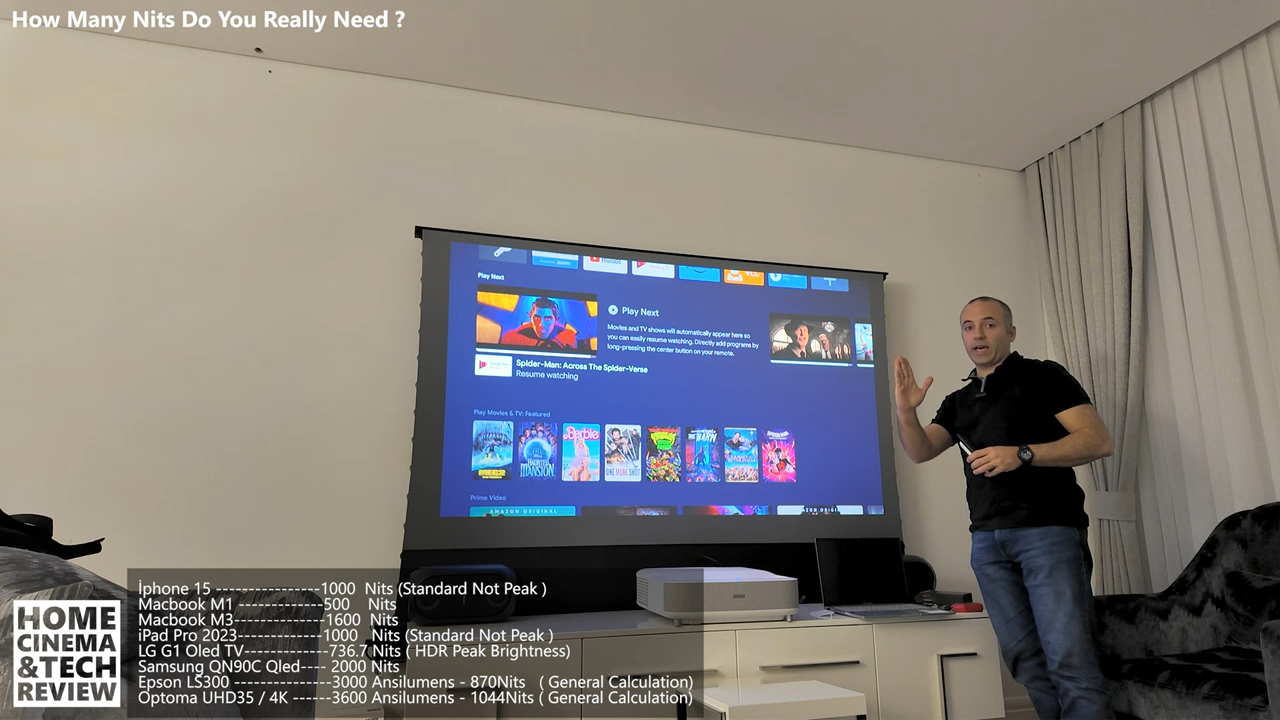 How Many Nits Do You Really Need ?
Play Next
Play Next
Movies and TV shows will automatically appear here so
you can easily resume watching. Directly add programs by
long-pressing the center button on your remote.
Spider-Man: Across The Spider-Verse
Resume watching
Play Movies & TV: Featured
Barbie
MANSION
ONE MORE SHOT
MEG2
Prime Video
AMAZON ORIGINAL
İphone 15 ---------------1000 Nits (Standard Not Peak )
Macbook M1 -------------500 Nits
Macbook M3-------------1600 Nits
iPad Pro 2023------------1000 Nits (Standard Not Peak )
LG G1 Oled TV-------------736.7 Nits ( HDR Peak Brightness)
Samsung QN90C Qled---- 2000 Nits
Epson LS300 ---------------3000 Ansilumens - 870Nits ( General Calculation)
Optoma UHD35 / 4K ------3600 Ansilumens - 1044Nits ( General Calculation)
HOME
CINEMA
&TECH
REVIEW